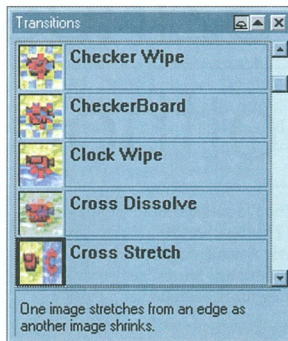 Transitions
Checker Wipe
CheckerBoard
Clock Wipe
Cross Dissolve
Cross Stretch
One image stretches from an edge as
another image shrinks.